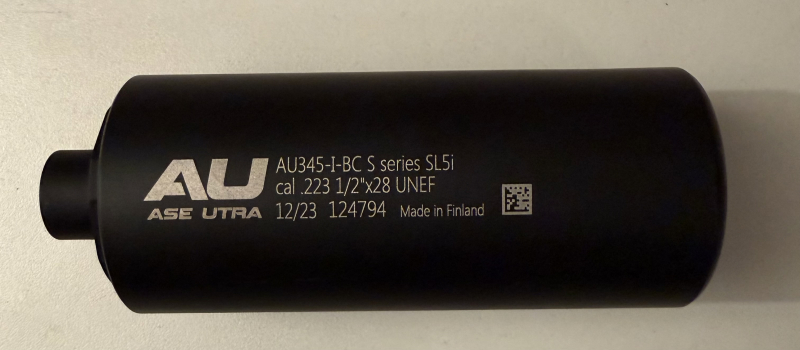 AU
ASE UTRA
AU345-I-BC S series SL5i
cal .223 1/2"x28 UNEF
12/23 124794 Made in Finland